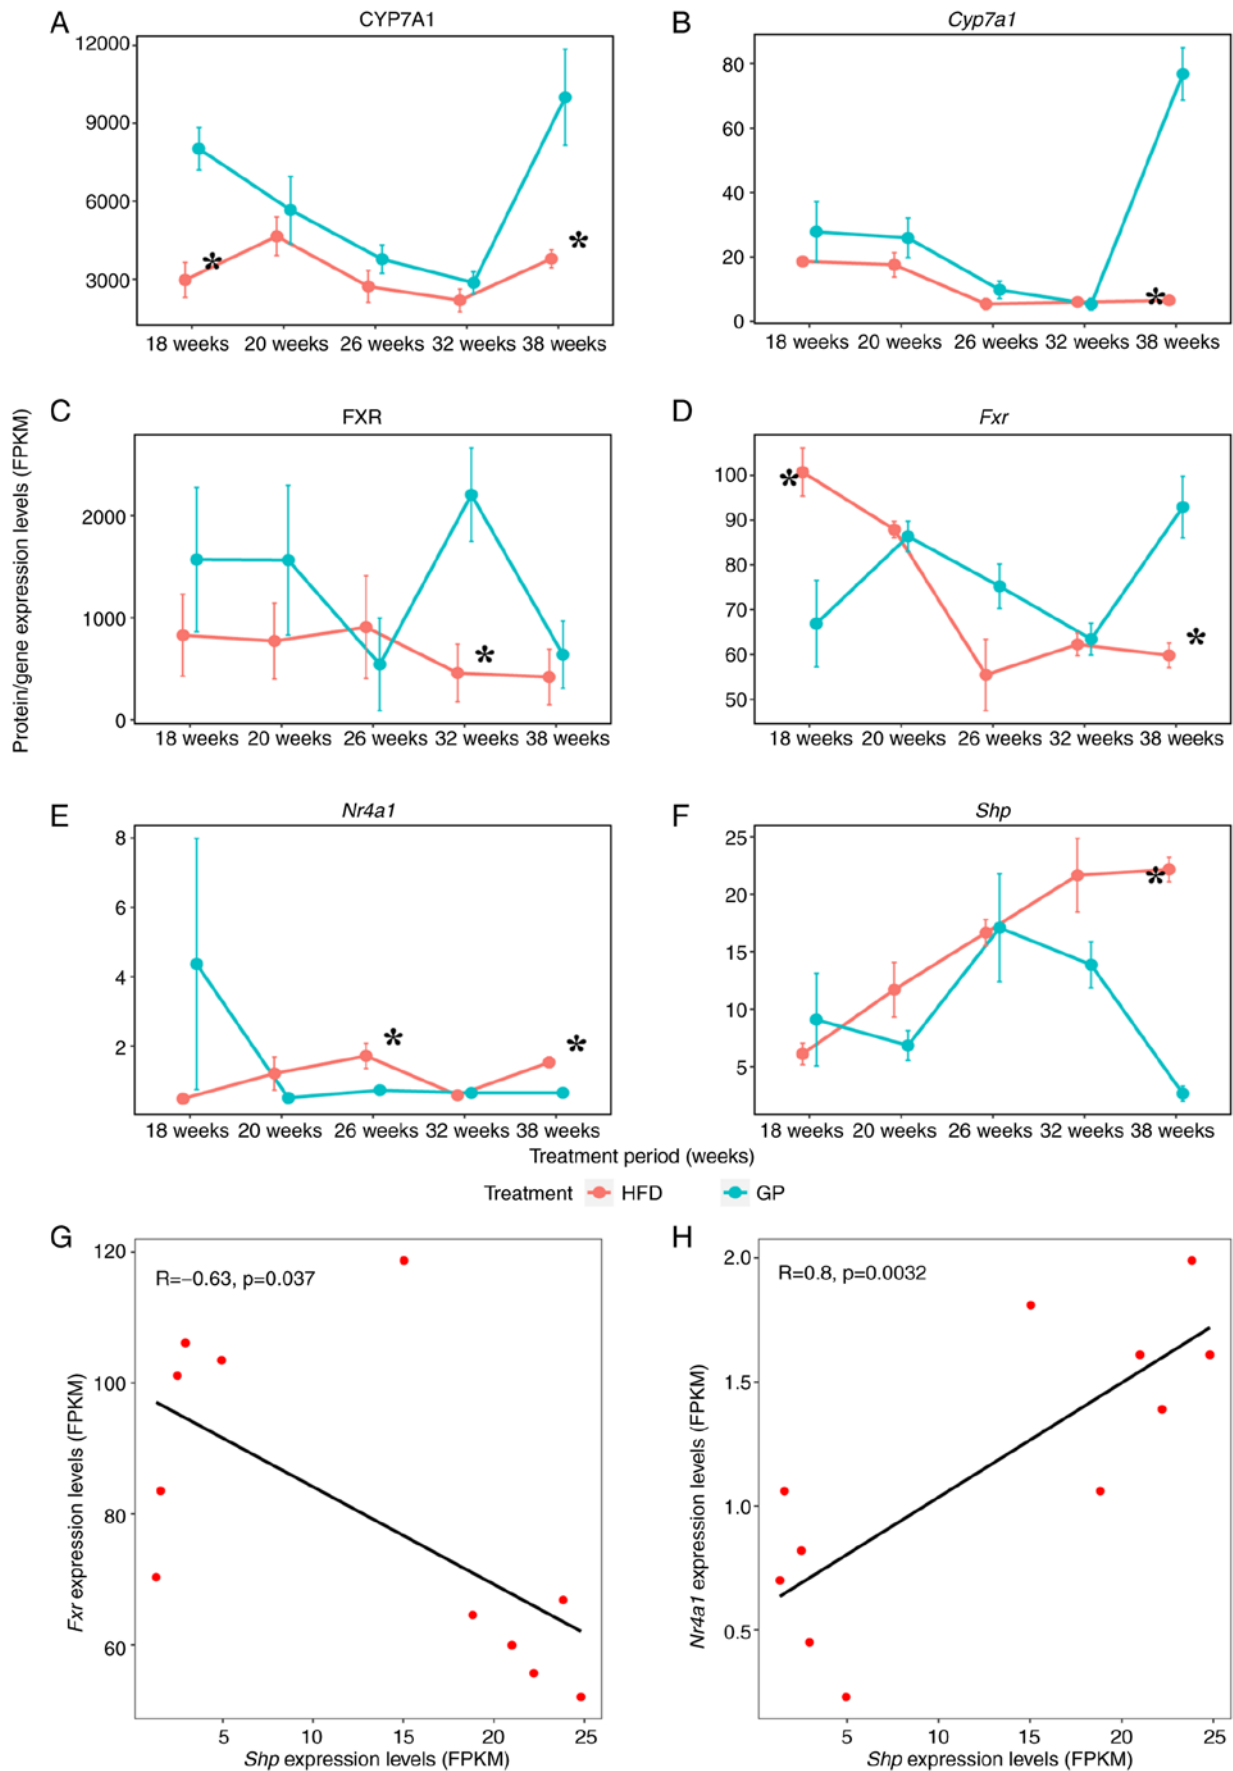 A
CYP7A1
12000
9000
6000
3000
18 weeks 20 weeks 26 weeks 32 weeks 38 weeks
*
*
B
Cyp7a1
80
60
40
20
0
18 weeks 20 weeks 26 weeks 32 weeks 38 weeks
*
Protein/gene expression levels (FPKM)
C
FXR
2000
1000
0
18 weeks 20 weeks 26 weeks 32 weeks 38 weeks
*
D
Fxr
100
90
80
70
60
50
18 weeks 20 weeks 26 weeks 32 weeks 38 weeks
*
*
E
Nr4a1
8
6
4
2
18 weeks 20 weeks 26 weeks 32 weeks 38 weeks
*
*
F
Shp
25
20
15
10
5
18 weeks 20 weeks 26 weeks 32 weeks 38 weeks
*
Treatment period (weeks)
Treatment HFD GP
G
R=−0.63, p=0.037
120
100
80
60
Fxr expression levels (FPKM)
5 10 15 20 25
Shp expression levels (FPKM)
H
R=0.8, p=0.0032
2.0
1.5
1.0
0.5
Nr4a1 expression levels (FPKM)
5 10 15 20 25
Shp expression levels (FPKM)